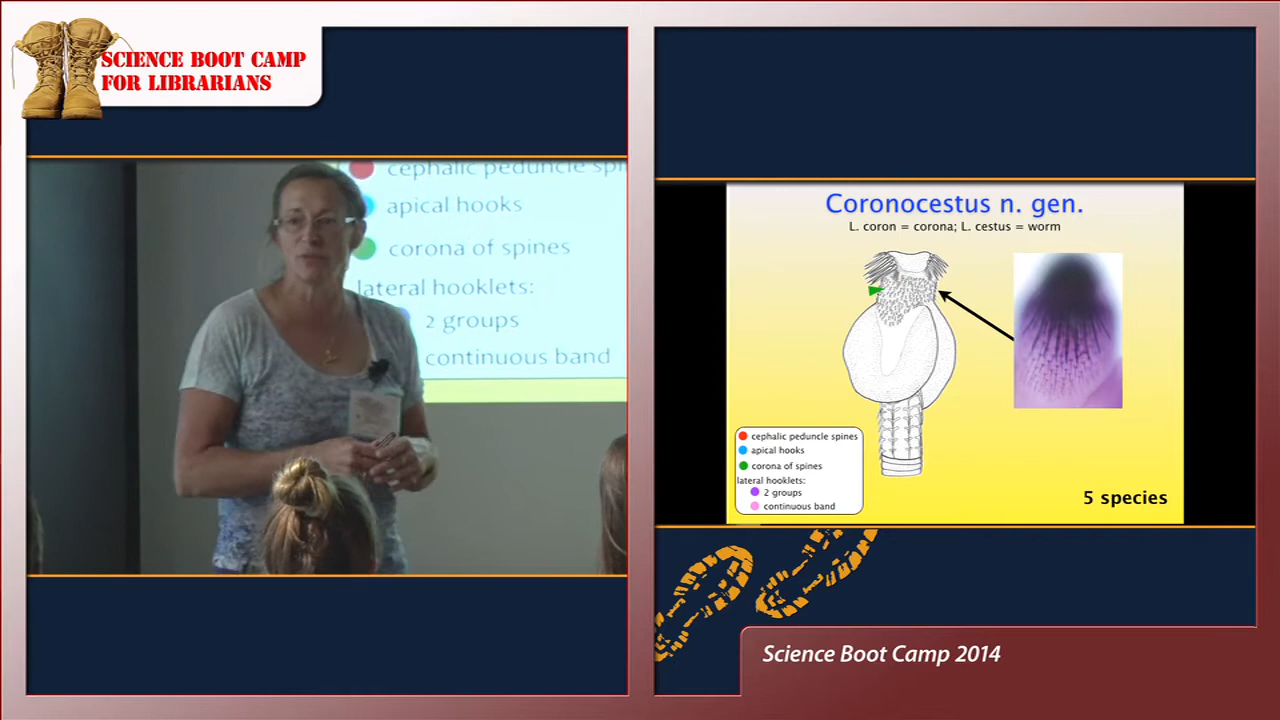 SCIENCE BOOT CAMP
FOR LIBRARIANS
cephalic peduncle spi
apical hooks
corona of spines
lateral hooklets:
2 groups
continuous band
Coronocestus n. gen.
L. coron = corona; L. cestus = worm
cephalic peduncle spines
apical hooks
corona of spines
lateral hooklets:
2 groups
continuous band
5 species
Science Boot Camp 2014